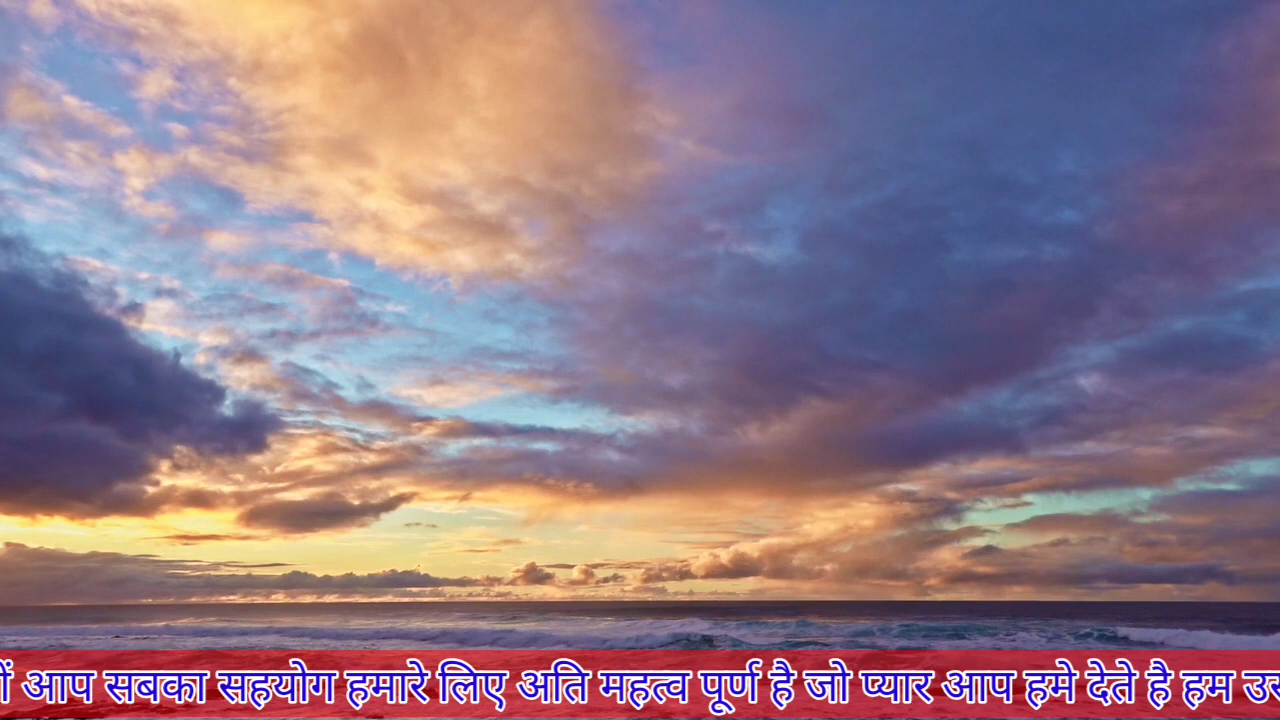 आप सबका सहयोग हमारे लिए अति महत्व पूर्ण है जो प्यार आप हमे देते है हम